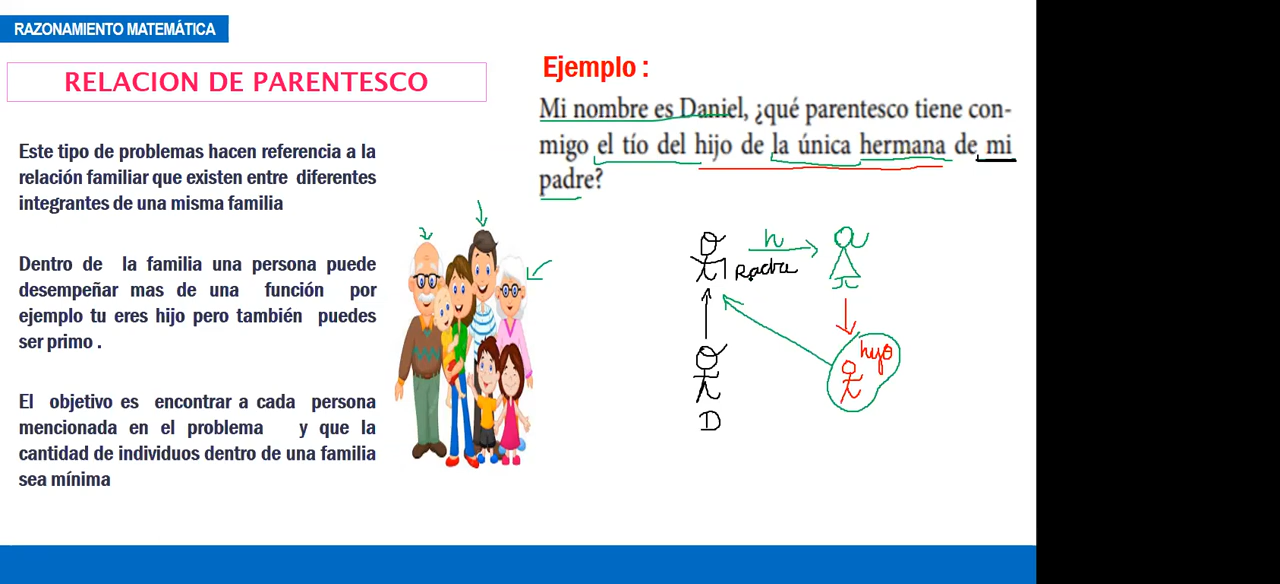 RAZONAMIENTO MATEMÁTICA
RELACION DE PARENTESCO
Este tipo de problemas hacen referencia a la
relación familiar que existen entre diferentes
integrantes de una misma familia
Dentro de la familia una persona puede
desempeñar mas de una función por
ejemplo tu eres hijo pero también puedes
ser primo .
El objetivo es encontrar a cada persona
mencionada en el problema y que la
cantidad de individuos dentro de una familia
sea mínima
Ejemplo :
Mi nombre es Daniel, ¿qué parentesco tiene con-
migo el tío del hijo de la única hermana de mi
padre?
h
hijo
D